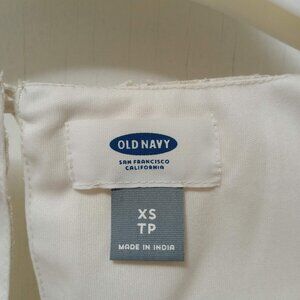 OLD NAVY
SAN FRANCISCO
CALIFORNIA
XS
TP
MADE IN INDIA